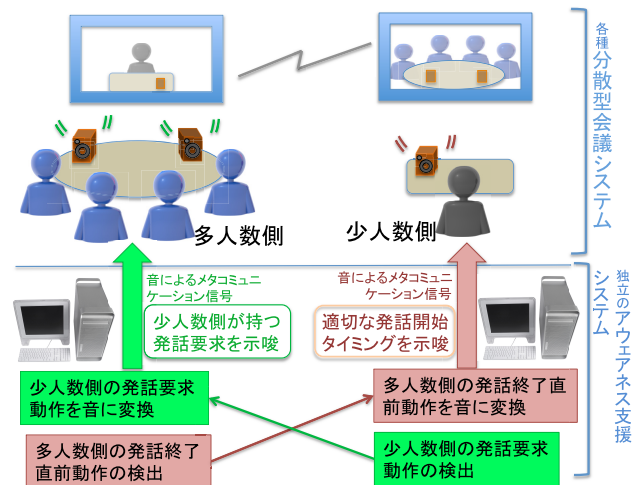 各種分散型会議システム
多人数側
少人数側
独立のアウェアネス支援
システム
音によるメタコミュニ
ケーション信号
少人数側が持つ
発話要求を示唆
音によるメタコミュニ
ケーション信号
適切な発話開始
タイミングを示唆
少人数側の発話要求
動作を音に変換
多人数側の発話終了直
前動作を音に変換
多人数側の発話終了
直前動作の検出
少人数側の発話要求
動作の検出